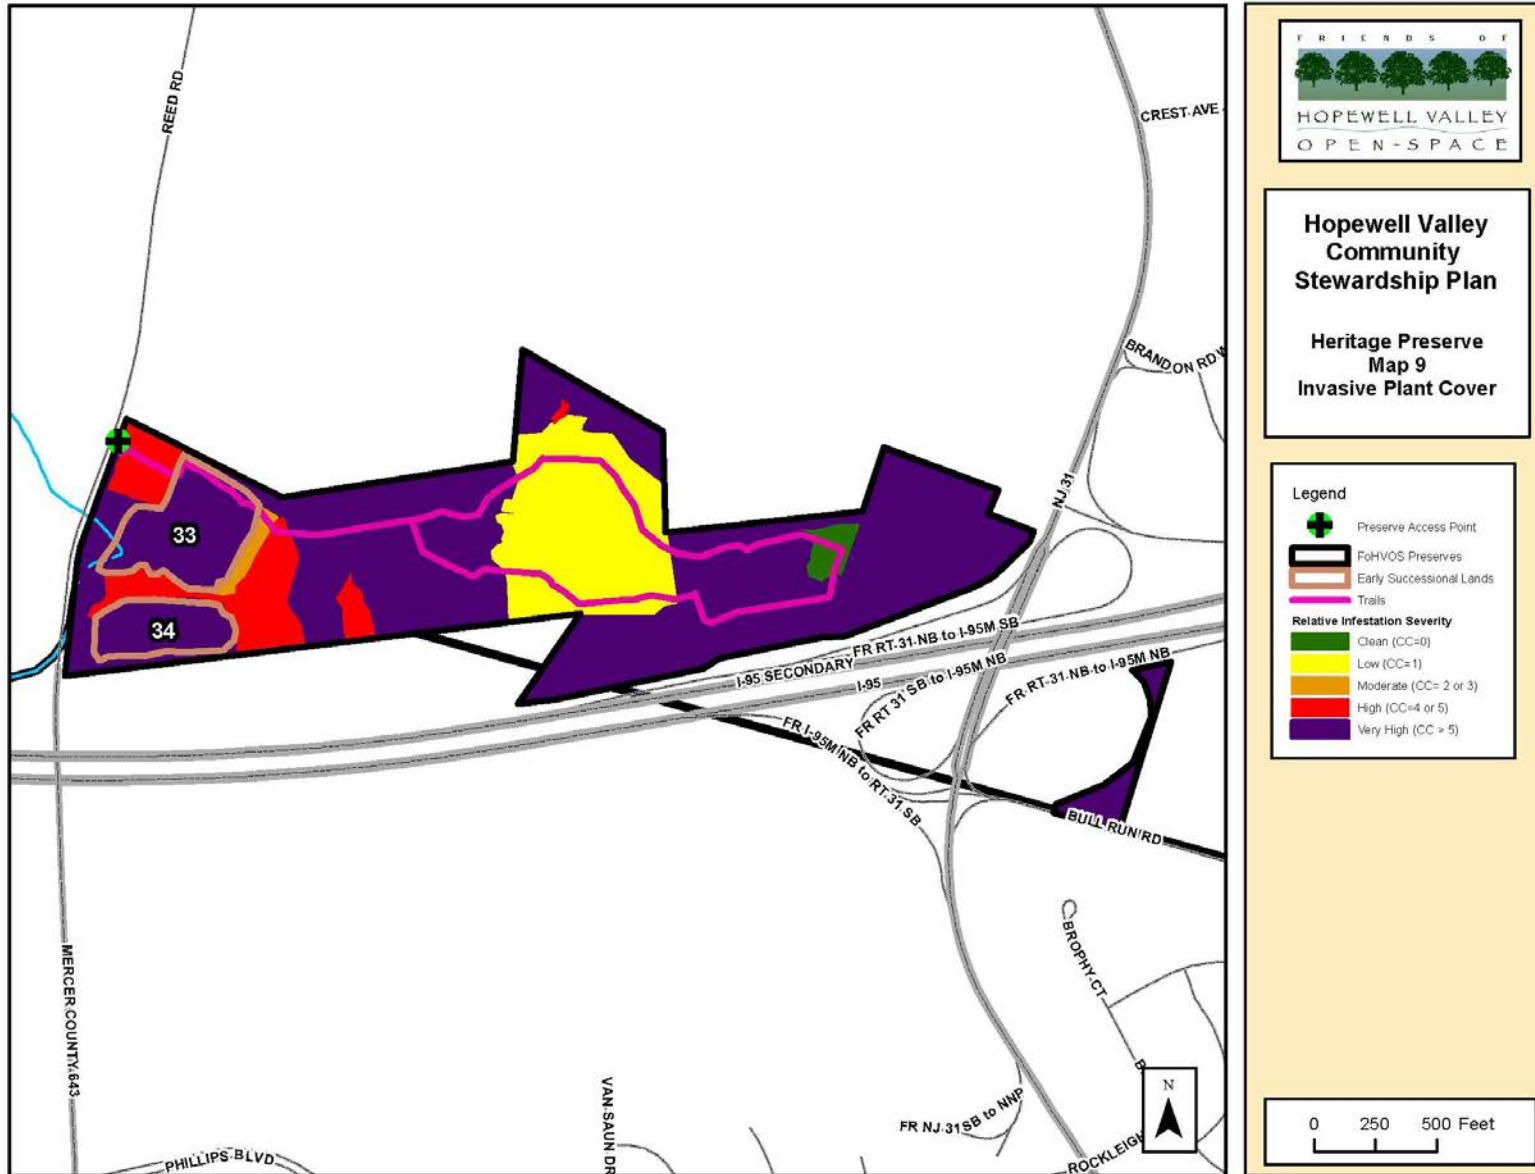 REED RD
CREST AVE
BRANDON RD W
NJ 31
33
34
FR RT 31 NB to I-95M SB
I-95 SECONDARY
I-95
FR RT 31 SB to I-95M NB
FR RT-31-NB to I-95M NB
FR I-95M NB to RT-31 SB
BULL RUN RD
MERCER COUNTY 643
BROPHY CT
B
VAN SAUN DR
PHILLIPS BLVD
FR NJ 31 SB to NNP
ROCKLEIGH
N
FRIENDS OF
HOPEWELL VALLEY
OPEN-SPACE
Hopewell Valley
Community
Stewardship Plan
Heritage Preserve
Map 9
Invasive Plant Cover
Legend
Preserve Access Point
FoHVOS Preserves
Early Successional Lands
Trails
Relative Infestation Severity
Clean (CC=0)
Low (CC=1)
Moderate (CC= 2 or 3)
High (CC=4 or 5)
Very High (CC > 5)
0 250 500 Feet